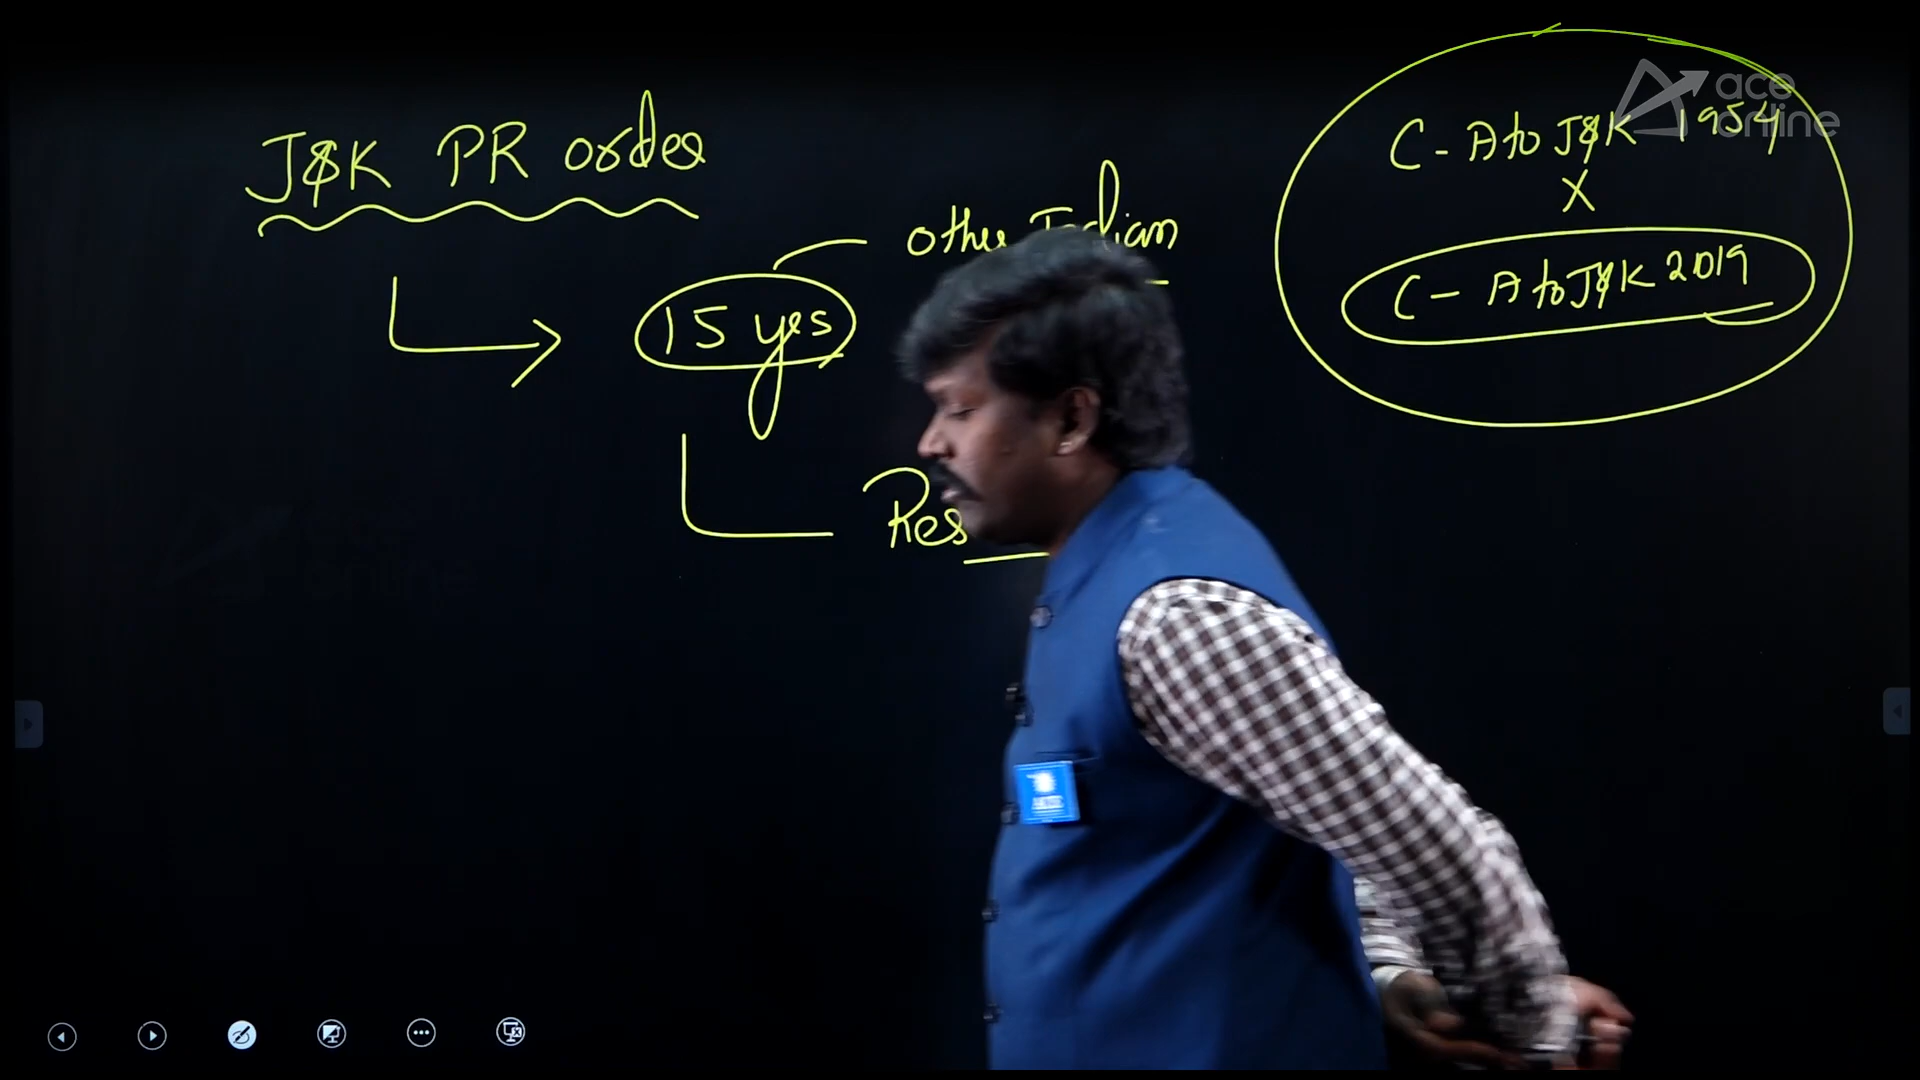 J&K PR order
other Indian
15 yrs
Res
C - A to J&K 1954
X
C - A to J&K 2019
ace
online